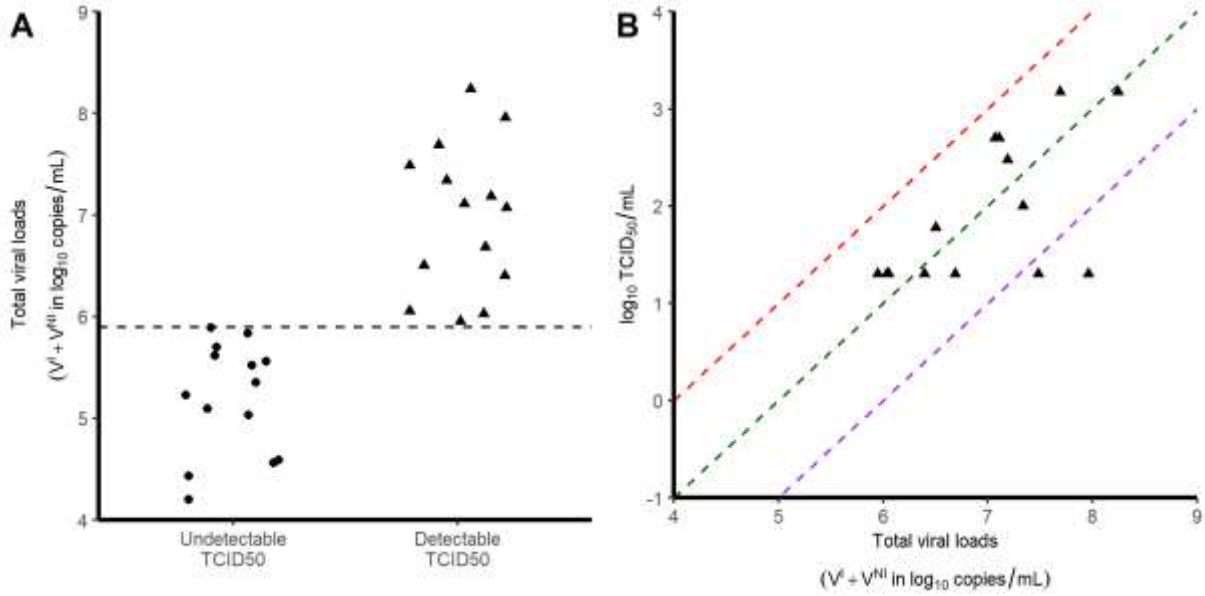 A
Total viral loads
(V^I + V^NI in log₁₀ copies/mL)
9
8
7
6
5
4
Undetectable
TCID50
Detectable
TCID50
B
log₁₀ TCID₅₀/mL
4
3
2
1
0
-1
4 5 6 7 8 9
Total viral loads
(V^I + V^NI in log₁₀ copies/mL)